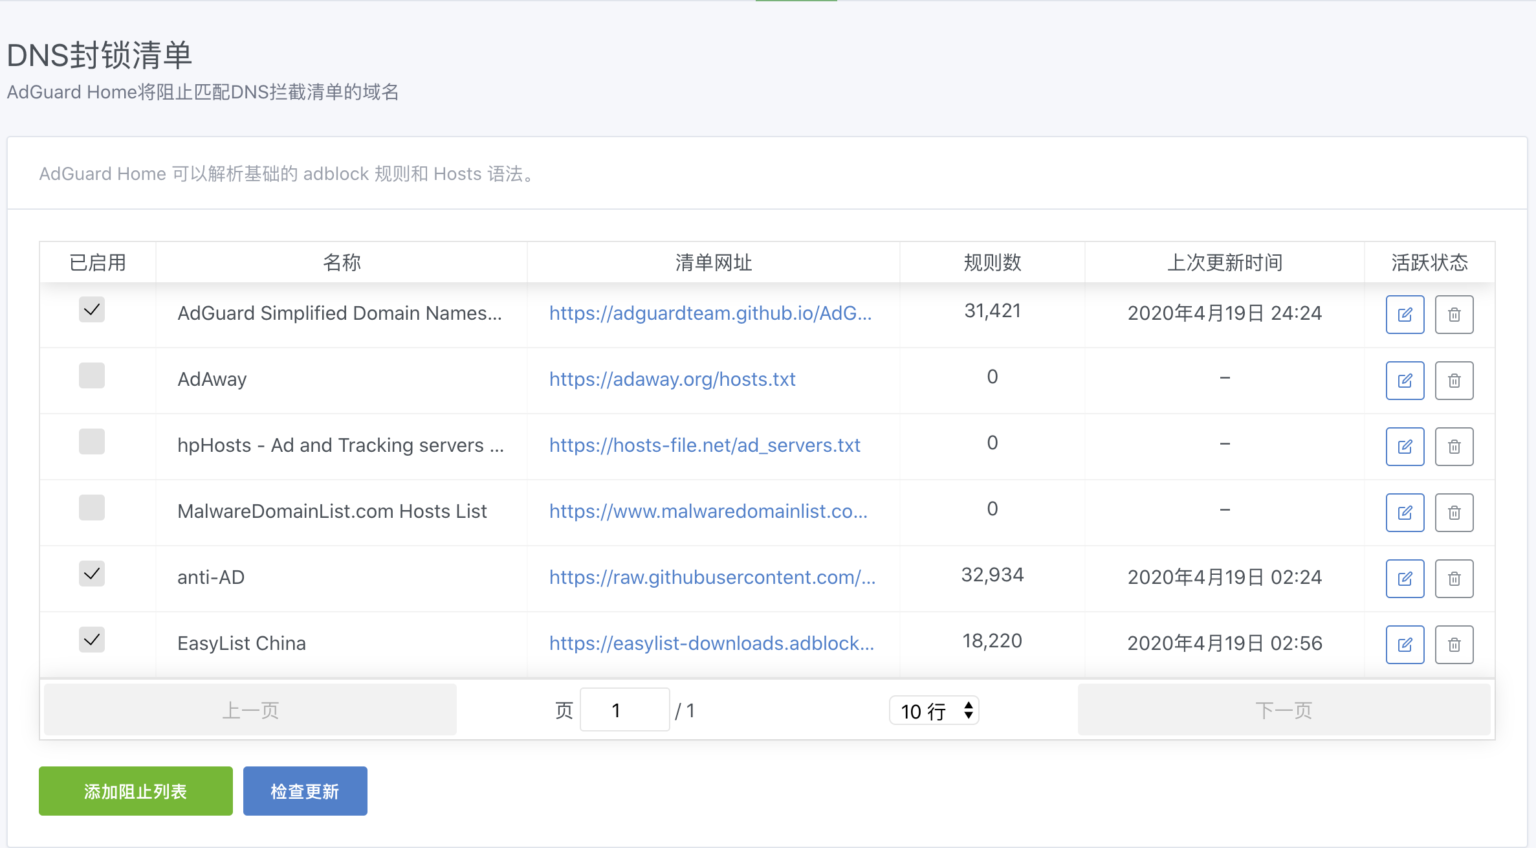 DNS封锁清单
AdGuard Home将阻止匹配DNS拦截清单的域名
AdGuard Home 可以解析基础的 adblock 规则和 Hosts 语法。
已启用 名称 清单网址 规则数 上次更新时间 活跃状态
AdGuard Simplified Domain Names... https://adguardteam.github.io/AdG... 31,421 2020年4月19日 24:24
AdAway https://adaway.org/hosts.txt 0 –
hpHosts - Ad and Tracking servers ... https://hosts-file.net/ad_servers.txt 0 –
MalwareDomainList.com Hosts List https://www.malwaredomainlist.co... 0 –
anti-AD https://raw.githubusercontent.com/... 32,934 2020年4月19日 02:24
EasyList China https://easylist-downloads.adblock... 18,220 2020年4月19日 02:56
上一页 页 1 / 1 10 行 下一页
添加阻止列表 检查更新